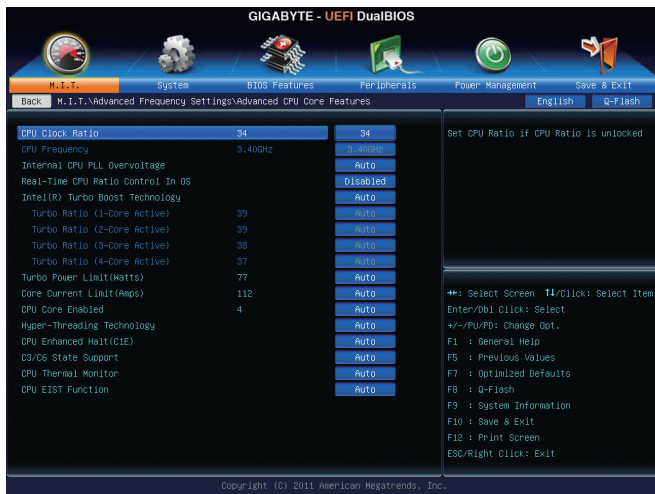 GIGABYTE - UEFI DualBIOS
M.I.T. System BIOS Features Peripherals Power Management Save & Exit
Back M.I.T.\Advanced Frequency Settings\Advanced CPU Core Features English Q-Flash
CPU Clock Ratio 34 34
CPU Frequency 3.40GHz 3.40GHz
Internal CPU PLL Overvoltage Auto
Real-Time CPU Ratio Control In OS Disabled
Intel(R) Turbo Boost Technology Auto
Turbo Ratio (1-Core Active) 39 Auto
Turbo Ratio (2-Core Active) 39 Auto
Turbo Ratio (3-Core Active) 38 Auto
Turbo Ratio (4-Core Active) 37 Auto
Turbo Power Limit(Watts) 77 Auto
Core Current Limit(Amps) 112 Auto
CPU Core Enabled 4 Auto
Hyper-Threading Technology Auto
CPU Enhanced Halt(C1E) Auto
C3/C6 State Support Auto
CPU Thermal Monitor Auto
CPU EIST Function Auto
Set CPU Ratio if CPU Ratio is unlocked
→←: Select Screen ↑↓/Click: Select Item
Enter/Dbl Click: Select
+/-/PU/PD: Change Opt.
F1 : General Help
F5 : Previous Values
F7 : Optimized Defaults
F8 : Q-Flash
F9 : System Information
F10 : Save & Exit
F12 : Print Screen
ESC/Right Click: Exit
Copyright (C) 2011 American Megatrends, Inc.